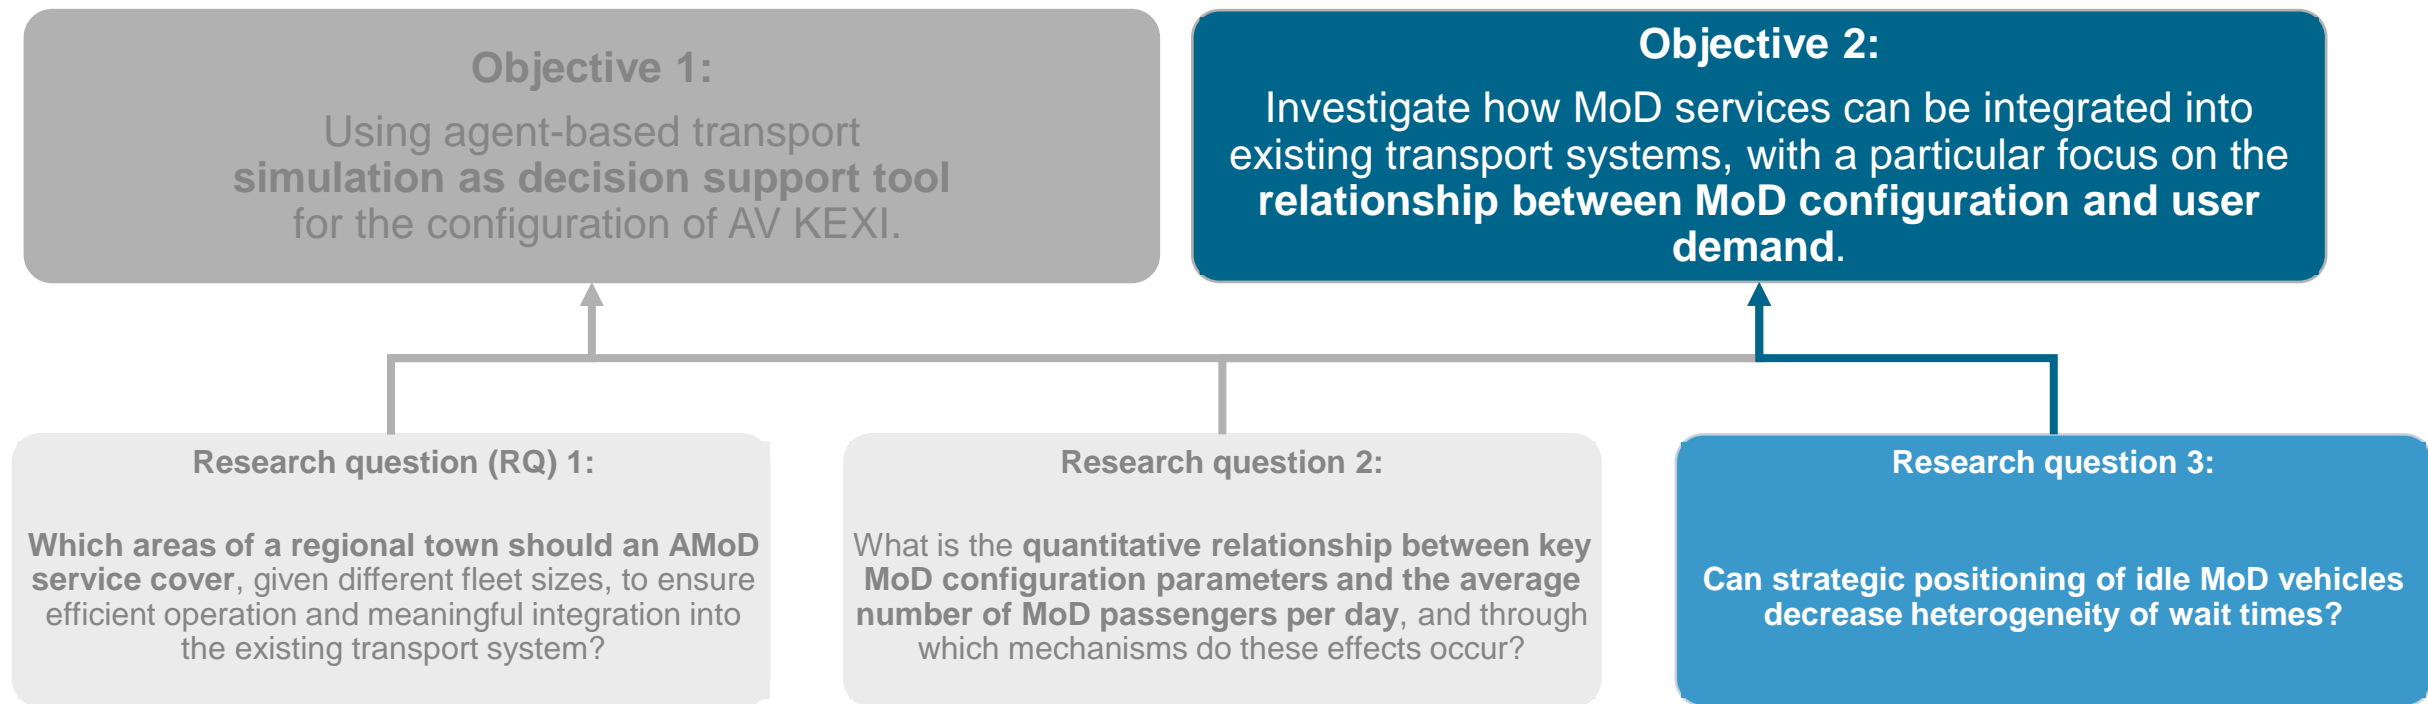 Objective 1:
Using agent-based transport
simulation as decision support tool
for the configuration of AV KEXI.
Objective 2:
Investigate how MoD services can be integrated into
existing transport systems, with a particular focus on the
relationship between MoD configuration and user
demand.
Research question (RQ) 1:
Which areas of a regional town should an AMoD
service cover, given different fleet sizes, to ensure
efficient operation and meaningful integration into
the existing transport system?
Research question 2:
What is the quantitative relationship between key
MoD configuration parameters and the average
number of MoD passengers per day, and through
which mechanisms do these effects occur?
Research question 3:
Can strategic positioning of idle MoD vehicles
decrease heterogeneity of wait times?